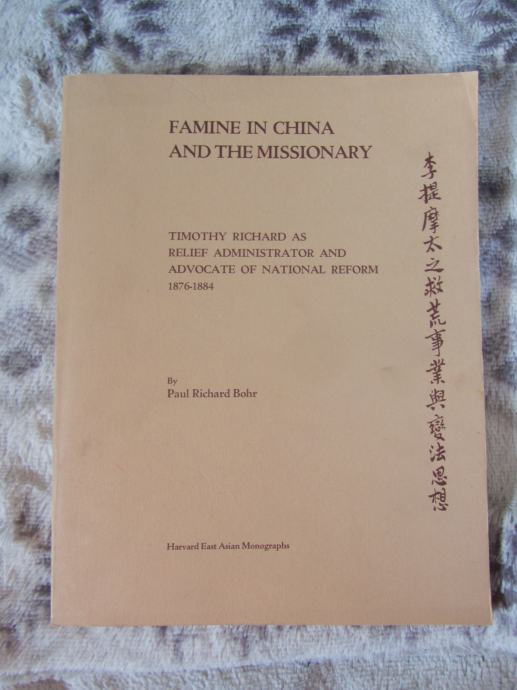 FAMINE IN CHINA
AND THE MISSIONARY
TIMOTHY RICHARD AS
RELIEF ADMINISTRATOR AND
ADVOCATE OF NATIONAL REFORM
1876-1884
By
Paul Richard Bohr
Harvard East Asian Monographs
李提摩太之救荒事業與變法思想